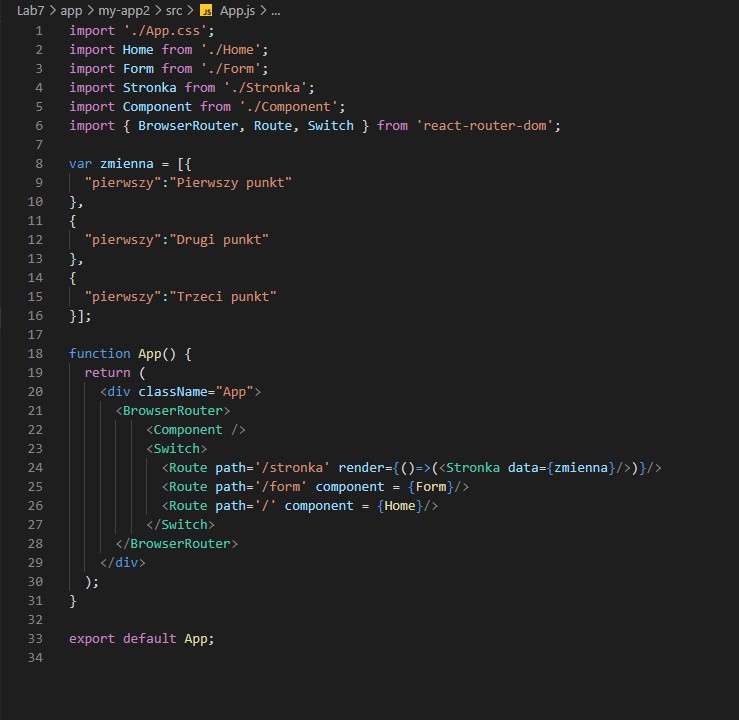 Lab7 > app > my-app2 > src > JS App.js > ...
1 import './App.css';
2 import Home from './Home';
3 import Form from './Form';
4 import Stronka from './Stronka';
5 import Component from './Component';
6 import { BrowserRouter, Route, Switch } from 'react-router-dom';
7
8 var zmienna = [{
9   "pierwszy":"Pierwszy punkt"
10 },
11 {
12   "pierwszy":"Drugi punkt"
13 },
14 {
15   "pierwszy":"Trzeci punkt"
16 }];
17
18 function App() {
19   return (
20     <div className="App">
21       <BrowserRouter>
22           <Component />
23           <Switch>
24             <Route path='/stronka' render={()=>(<Stronka data={zmienna}/>)}/>
25             <Route path='/form' component = {Form}/>
26             <Route path='/' component = {Home}/>
27           </Switch>
28       </BrowserRouter>
29     </div>
30   );
31 }
32
33 export default App;
34